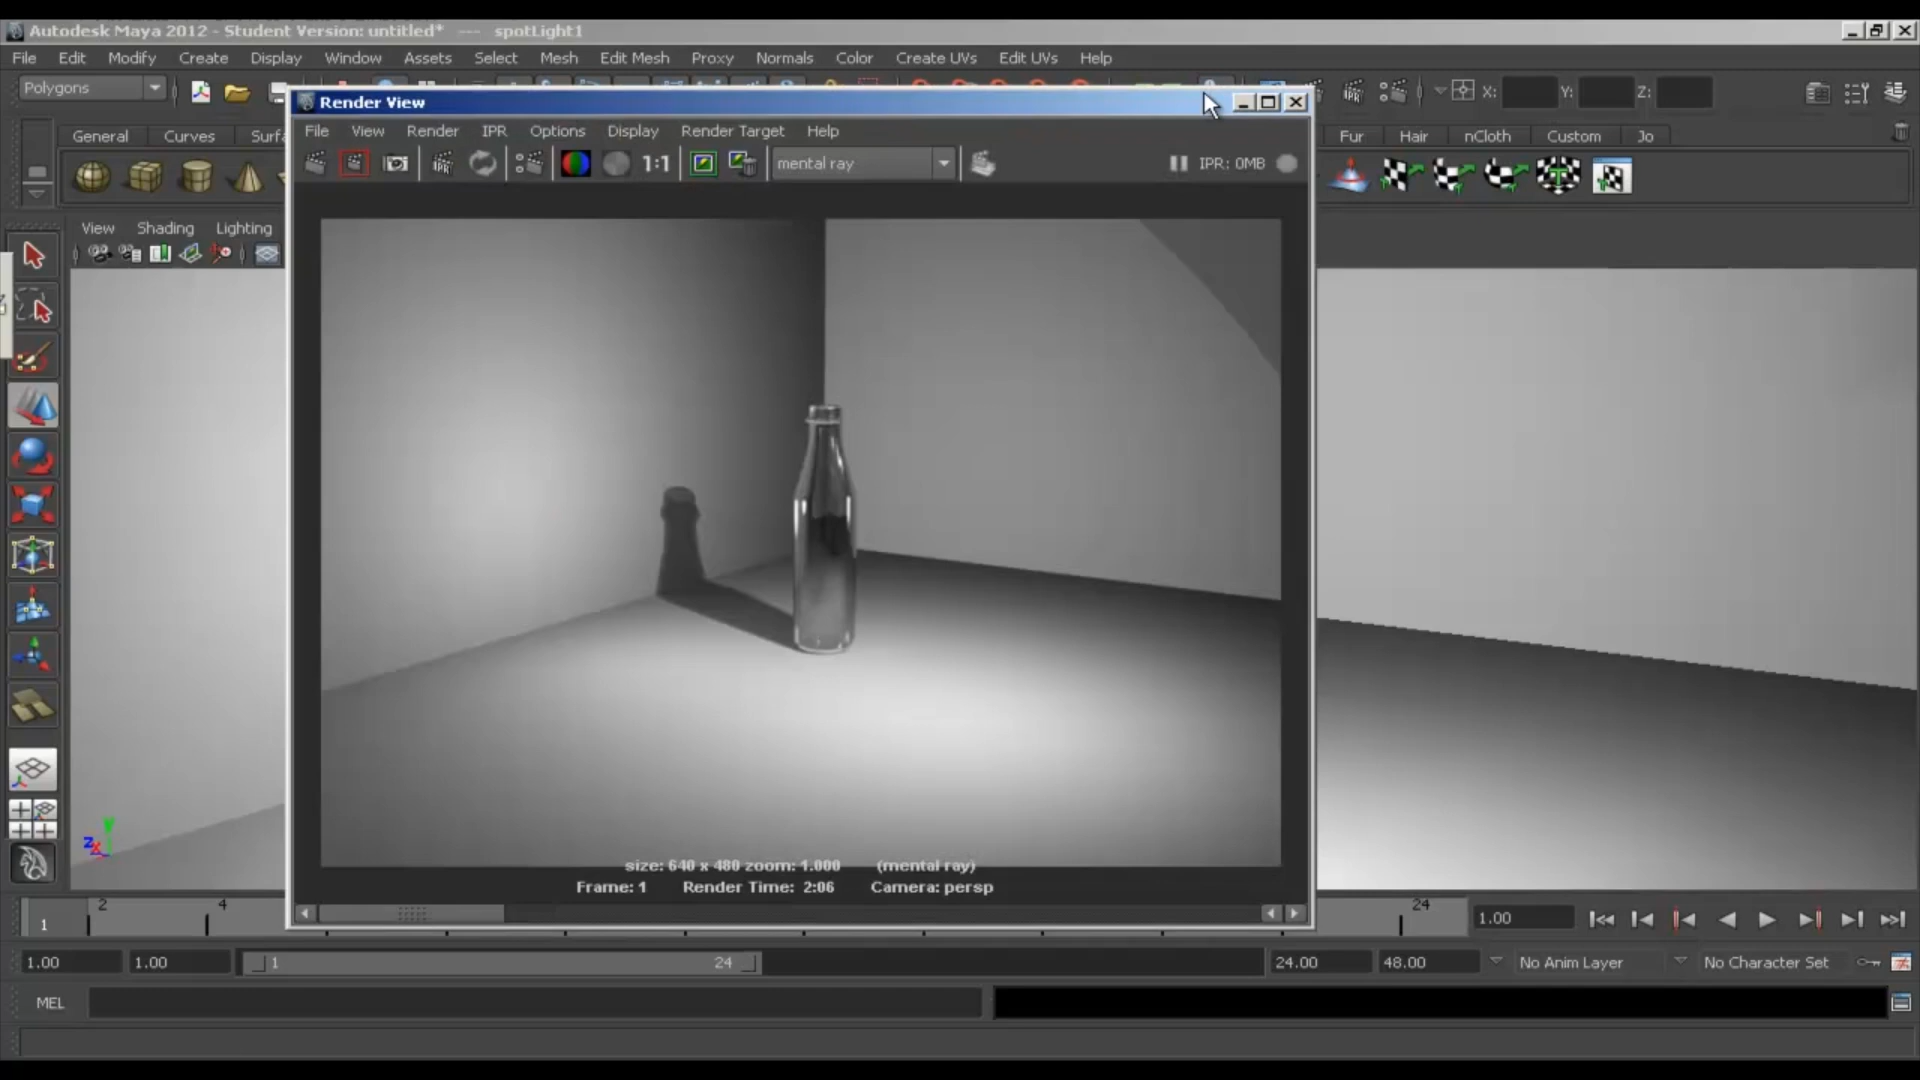 Autodesk Maya 2012 - Student Version: untitled* --- spotLight1
File Edit Modify Create Display Window Assets Select Mesh Edit Mesh Proxy Normals Color Create UVs Edit UVs Help
Polygons X: Y: Z:
Render View
File View Render IPR Options Display Render Target Help
General Curves Fur Hair nCloth Custom Jo
1:1 mental ray IPR: 0MB
View Shading Lighting
size: 640 x 480 zoom: 1.000 (mental ray)
Frame: 1 Render Time: 2:06 Camera: persp
1 2 4 24 1.00
1.00 1.00 1 24 24.00 48.00 No Anim Layer No Character Set
MEL